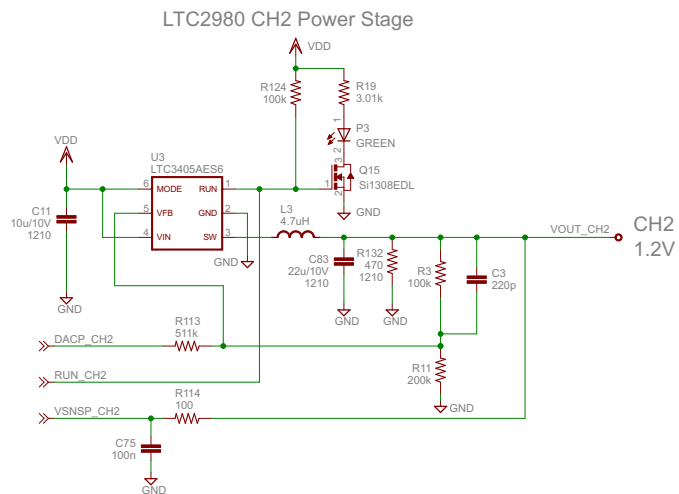 LTC2980 CH2 Power Stage
VDD
R124
100k
R19
3.01k
1
P3
GREEN
2
VDD
U3
LTC3405AES6
3
Q15
Si1308EDL
1
2
GND
6 MODE RUN 1
5 VFB GND 2
4 VIN SW 3
C11
10u/10V
1210
GND
GND
L3
4.7uH
VOUT_CH2
CH2
1.2V
C83
22u/10V
1210
GND
R132
470
1210
GND
R3
100k
C3
220p
DACP_CH2
R113
511k
R11
200k
GND
RUN_CH2
VSNSP_CH2
R114
100
C75
100n
GND